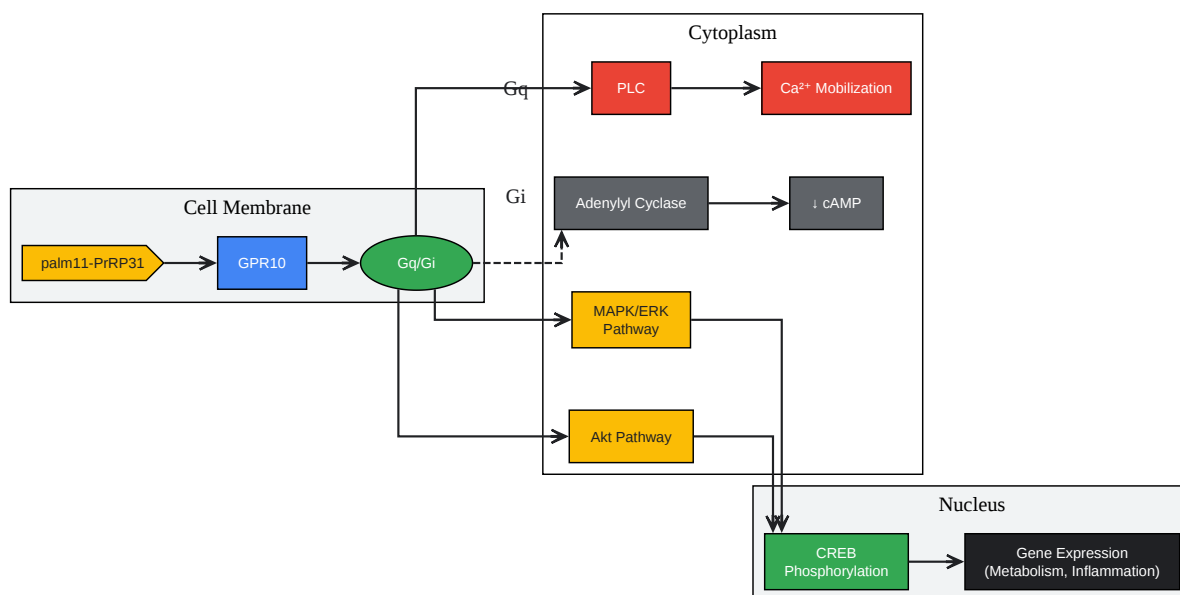 Cytoplasm
Gq
PLC
Ca²⁺ Mobilization
Cell Membrane
Gi
Adenylyl Cyclase
↓ cAMP
palm11-PrRP31
GPR10
Gq/Gi
MAPK/ERK
Pathway
Akt Pathway
Nucleus
CREB
Phosphorylation
Gene Expression
(Metabolism, Inflammation)